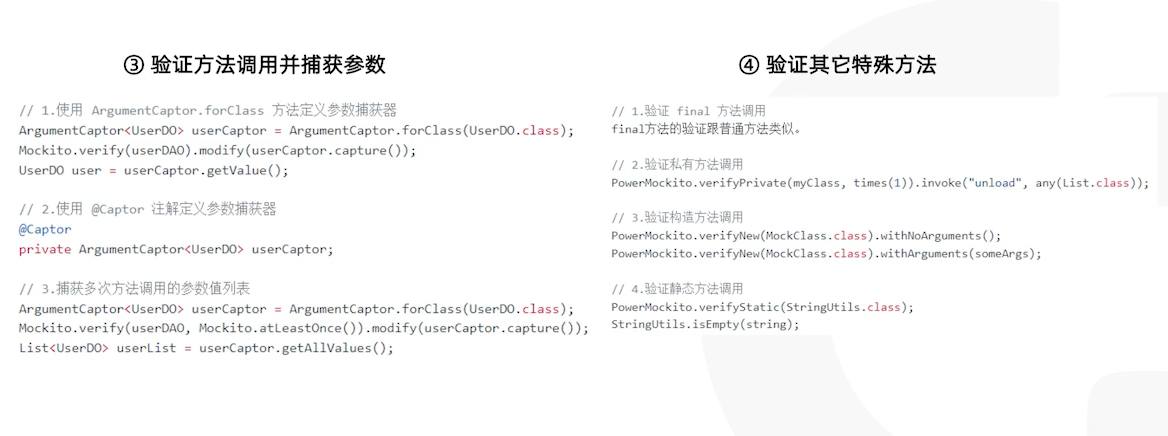 ③ 验证方法调用并捕获参数
// 1.使用 ArgumentCaptor.forClass 方法定义参数捕获器
ArgumentCaptor<UserDO> userCaptor = ArgumentCaptor.forClass(UserDO.class);
Mockito.verify(userDAO).modify(userCaptor.capture());
UserDO user = userCaptor.getValue();
// 2.使用 @Captor 注解定义参数捕获器
@Captor
private ArgumentCaptor<UserDO> userCaptor;
// 3.捕获多次方法调用的参数值列表
ArgumentCaptor<UserDO> userCaptor = ArgumentCaptor.forClass(UserDO.class);
Mockito.verify(userDAO, Mockito.atLeastOnce()).modify(userCaptor.capture());
List<UserDO> userList = userCaptor.getAllValues();
④ 验证其它特殊方法
// 1.验证 final 方法调用
final方法的验证跟普通方法类似。
// 2.验证私有方法调用
PowerMockito.verifyPrivate(myClass, times(1)).invoke("unload", any(List.class));
// 3.验证构造方法调用
PowerMockito.verifyNew(MockClass.class).withNoArguments();
PowerMockito.verifyNew(MockClass.class).withArguments(someArgs);
// 4.验证静态方法调用
PowerMockito.verifyStatic(StringUtils.class);
StringUtils.isEmpty(string);